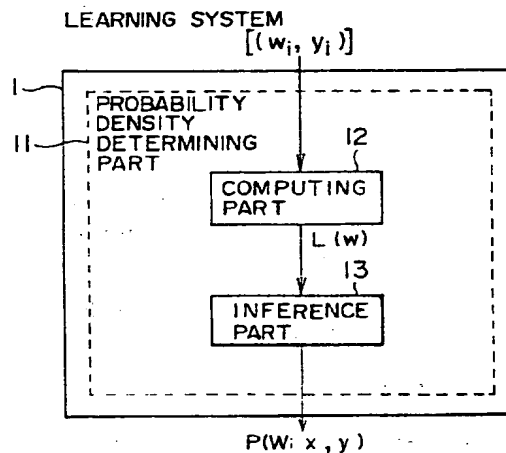 LEARNING SYSTEM
[(wi, yi)]
1
PROBABILITY
DENSITY
11
DETERMINING
PART
12
COMPUTING
PART
L(w)
13
INFERENCE
PART
P(W; x, y)